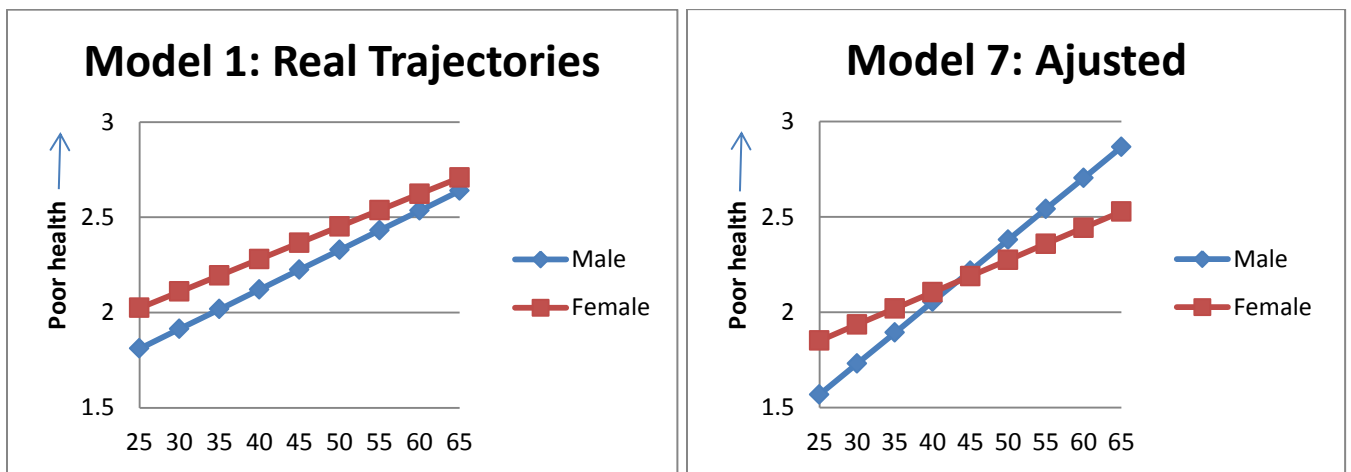 Model 1: Real Trajectories
3
2.5
2
1.5
Poor health
25 30 35 40 45 50 55 60 65
Male
Female
Model 7: Ajusted
3
2.5
2
1.5
Poor health
25 30 35 40 45 50 55 60 65
Male
Female